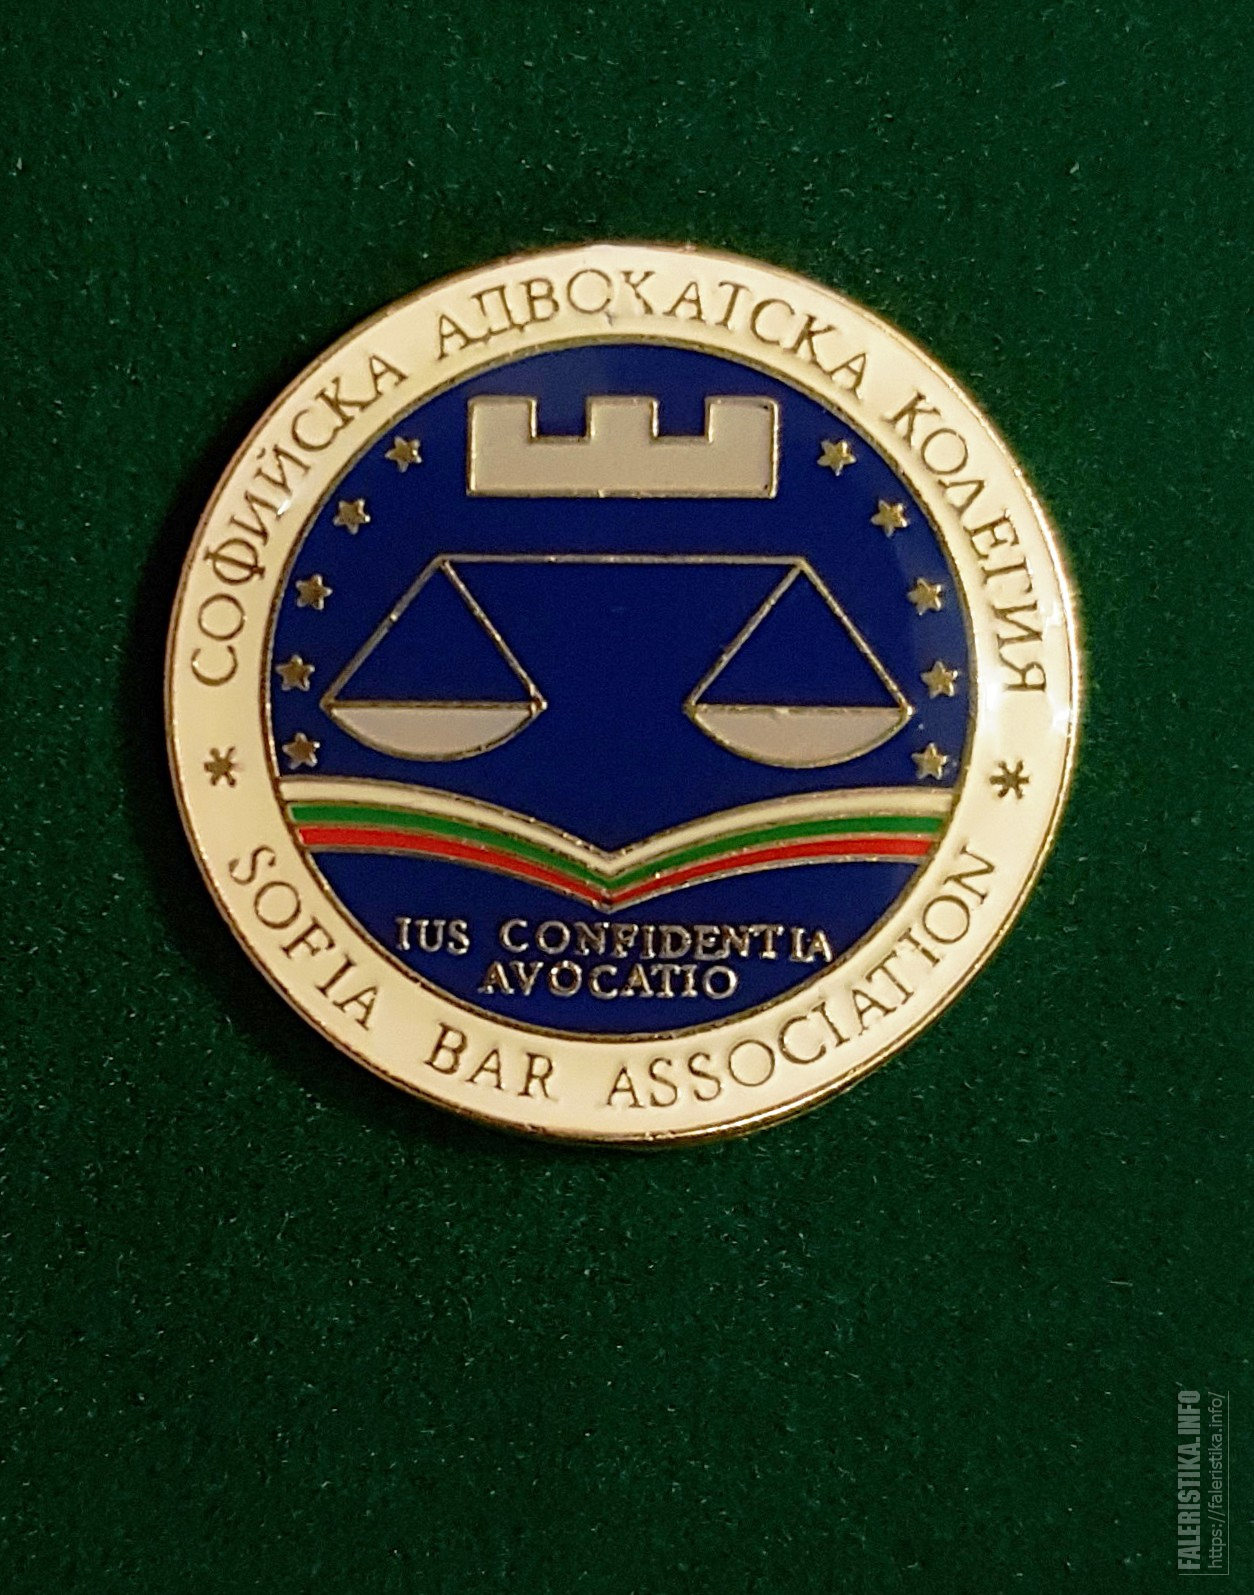 СОФИЙСКА АДВОКАТСКА КОЛЕГИЯ
IUS CONFIDENTIA
AVOCATIO
* SOFIA BAR ASSOCIATION *
FALERISTIKA.INFO
https://faleristika.info/